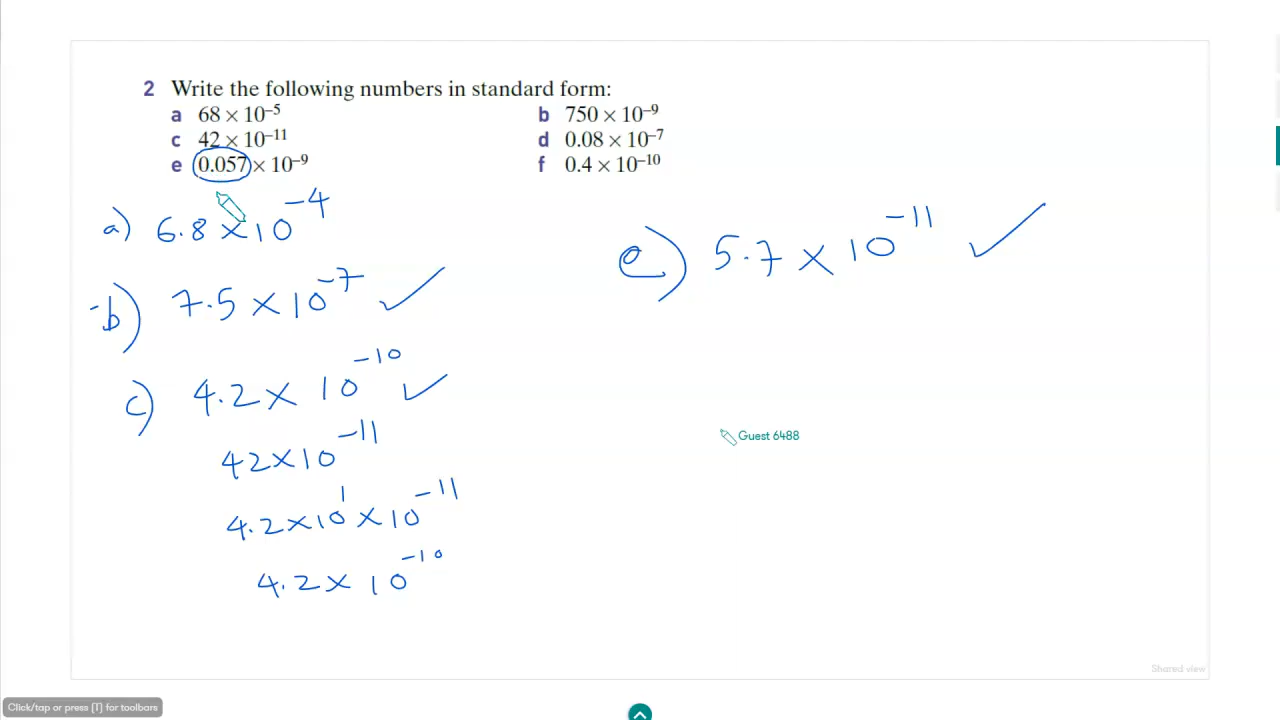 2 Write the following numbers in standard form:
a 68 × 10⁻⁵ b 750 × 10⁻⁹
c 42 × 10⁻¹¹ d 0.08 × 10⁻⁷
e 0.057 × 10⁻⁹ f 0.4 × 10⁻¹⁰
a) 6.8 × 10⁻⁴
b) 7.5 × 10⁻⁷ ✓
c) 4.2 × 10⁻¹⁰ ✓
42 × 10⁻¹¹
4.2 × 10¹ × 10⁻¹¹
4.2 × 10⁻¹⁰
e) 5.7 × 10⁻¹¹ ✓
Guest 6488
Shared view
Click/tap or press [T] for toolbars